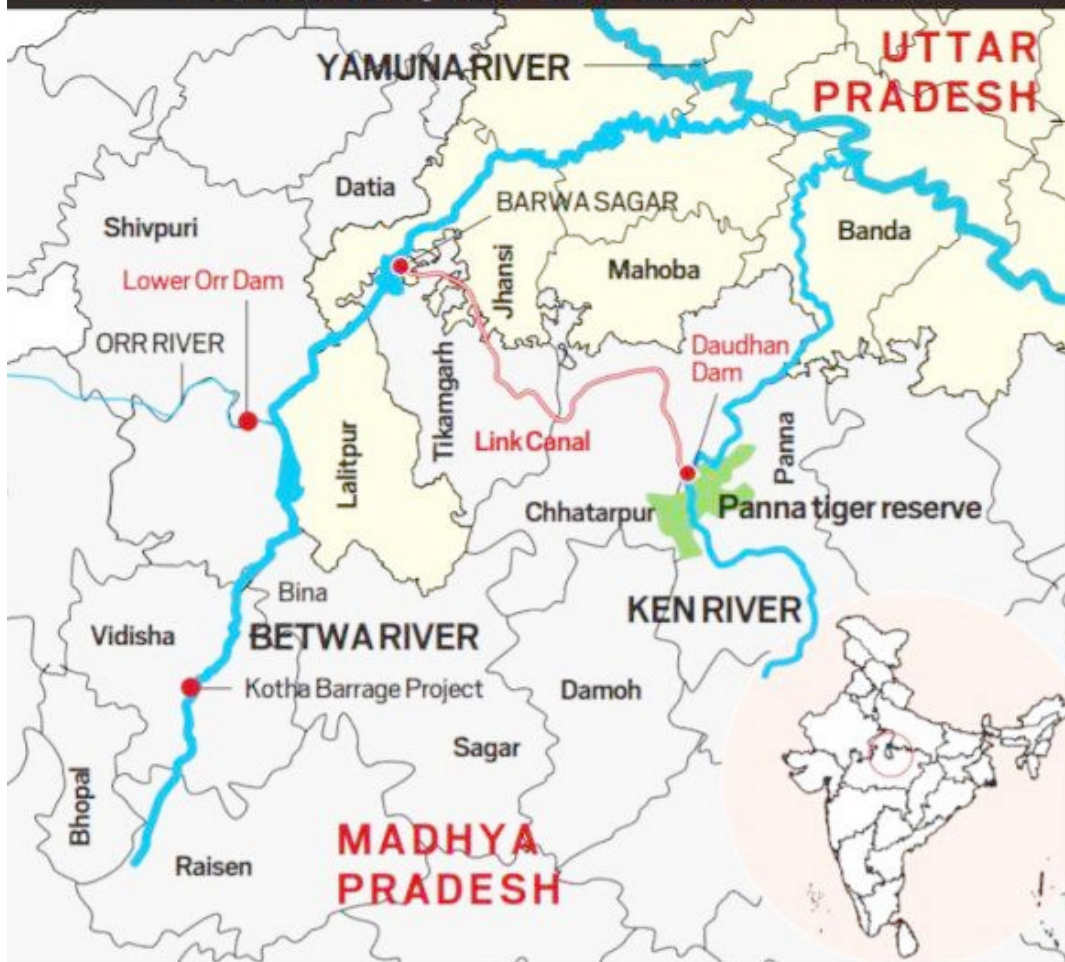 YAMUNA RIVER
UTTAR
PRADESH
Datia
BARWA SAGAR
Shivpuri
Banda
Jhansi
Mahoba
Lower Orr Dam
ORR RIVER
Daudhan
Dam
Tikamgarh
Link Canal
Panna
Lalitpur
Chhatarpur
Panna tiger reserve
Bina
KEN RIVER
Vidisha
BETWA RIVER
Kotha Barrage Project
Damoh
Sagar
Bhopal
MADHYA
PRADESH
Raisen